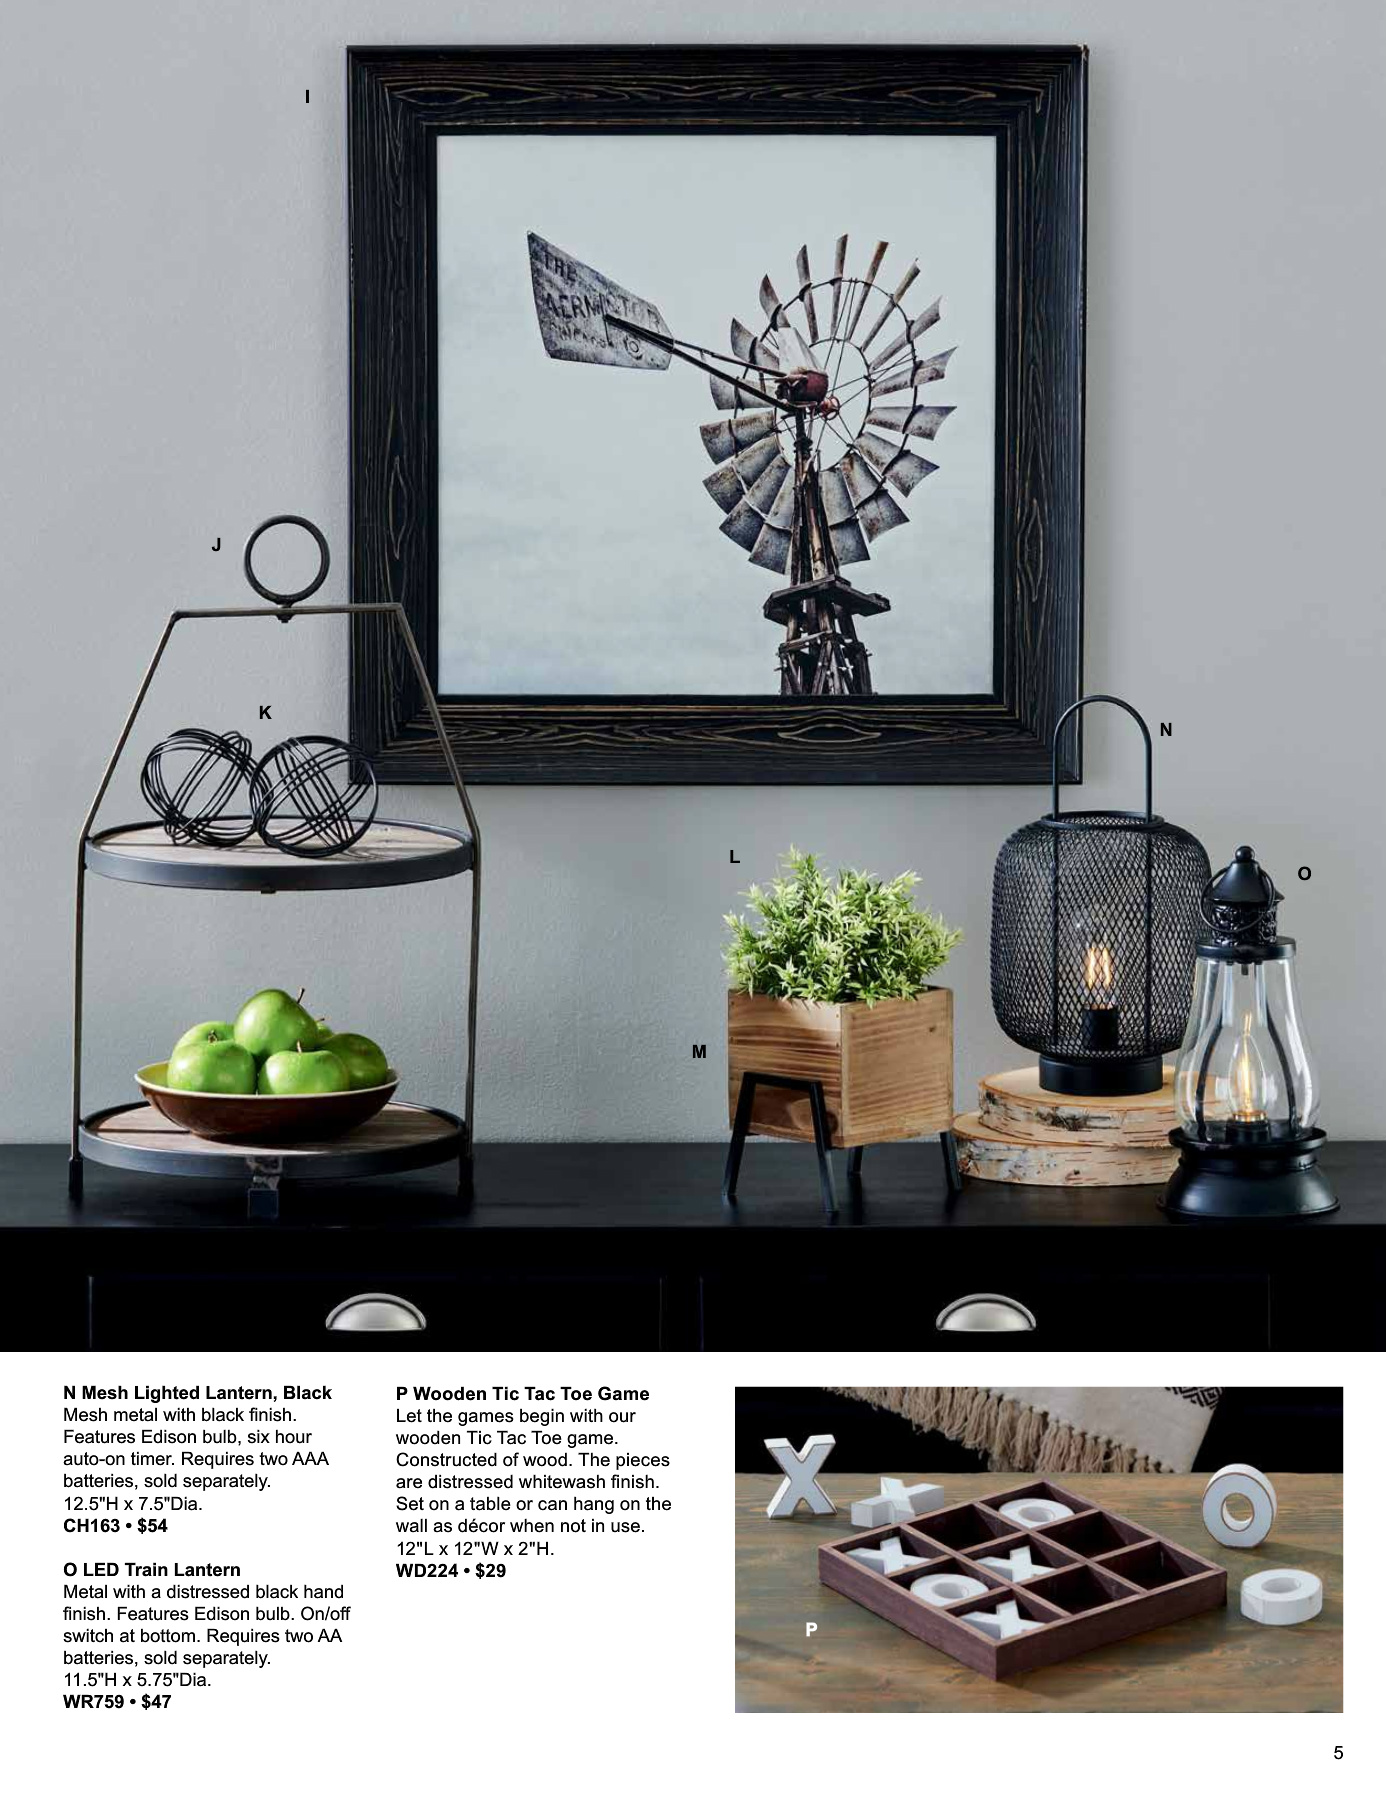 I
THE
AERMOTOR
CHICAGO
J
K
N
L
O
M
N Mesh Lighted Lantern, Black
Mesh metal with black finish.
Features Edison bulb, six hour
auto-on timer. Requires two AAA
batteries, sold separately.
12.5"H x 7.5"Dia.
CH163 • $54
O LED Train Lantern
Metal with a distressed black hand
finish. Features Edison bulb. On/off
switch at bottom. Requires two AA
batteries, sold separately.
11.5"H x 5.75"Dia.
WR759 • $47
P Wooden Tic Tac Toe Game
Let the games begin with our
wooden Tic Tac Toe game.
Constructed of wood. The pieces
are distressed whitewash finish.
Set on a table or can hang on the
wall as décor when not in use.
12"L x 12"W x 2"H.
WD224 • $29
P
5